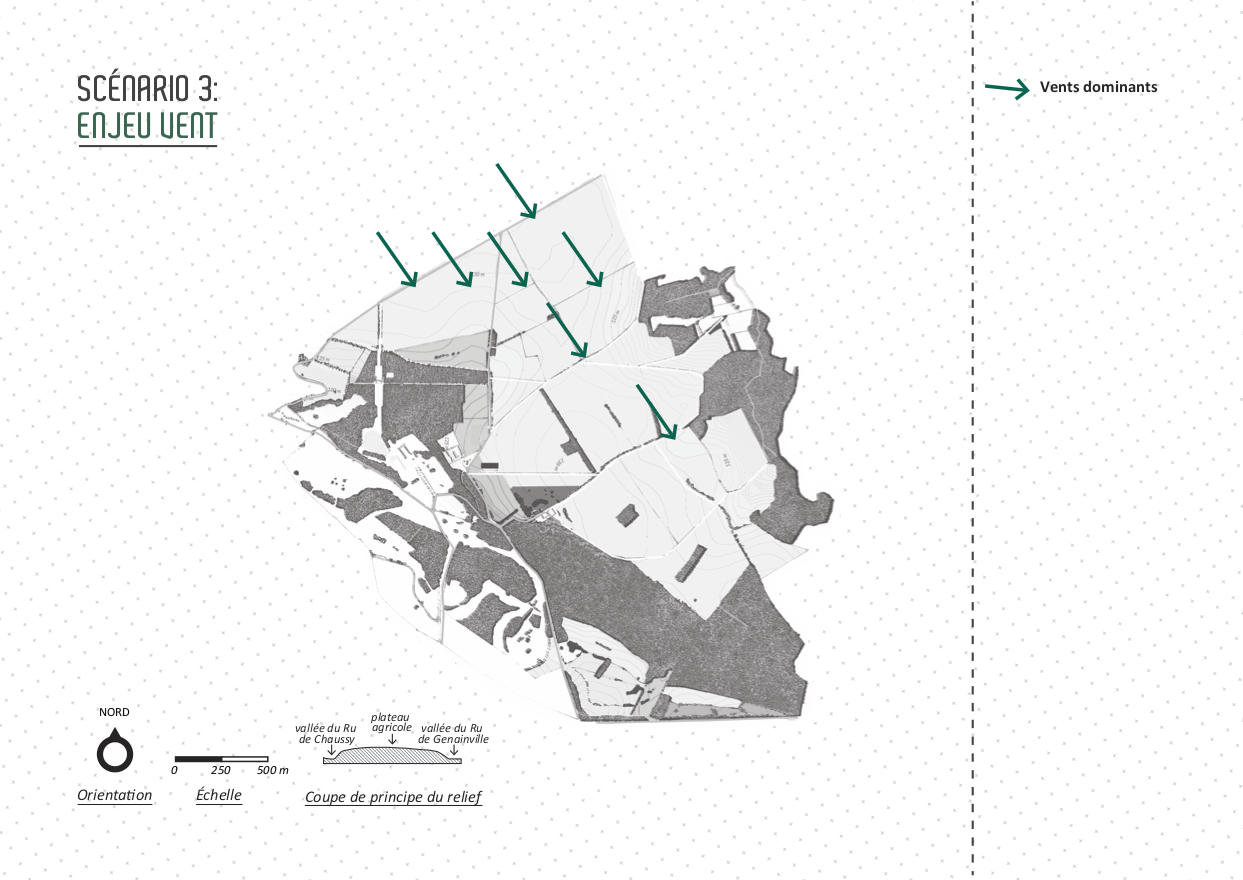 SCÉNARIO 3:
ENJEU VENT
Vents dominants
NORD
Orientation
0 250 500 m
Échelle
vallée du Ru
de Chaussy
plateau
agricole
vallée du Ru
de Genainville
Coupe de principe du relief